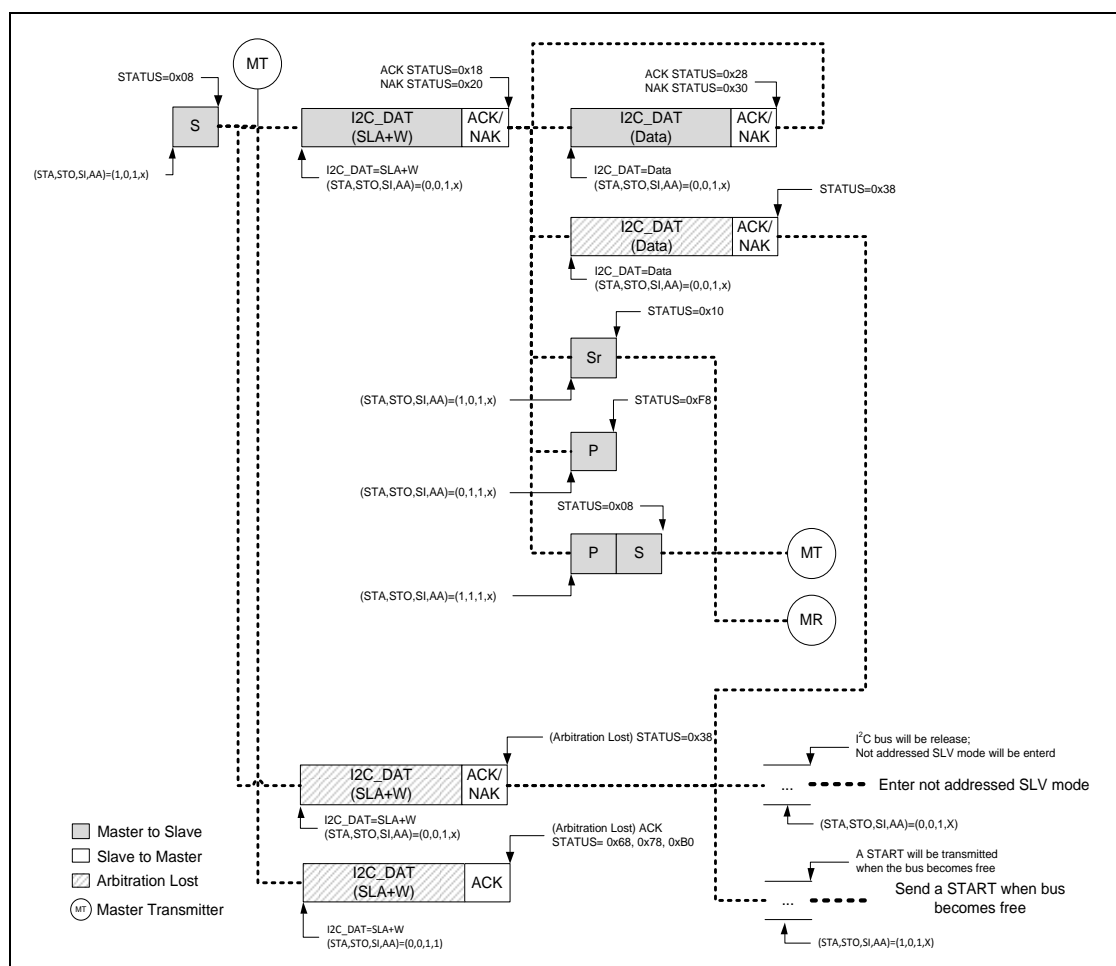 MT
STATUS=0x08
ACK STATUS=0x18
NAK STATUS=0x20
ACK STATUS=0x28
NAK STATUS=0x30
S
I2C_DAT
(SLA+W)
ACK/
NAK
I2C_DAT
(Data)
ACK/
NAK
(STA,STO,SI,AA)=(1,0,1,x)
I2C_DAT=SLA+W
(STA,STO,SI,AA)=(0,0,1,x)
I2C_DAT=Data
(STA,STO,SI,AA)=(0,0,1,x)
STATUS=0x38
I2C_DAT
(Data)
ACK/
NAK
I2C_DAT=Data
(STA,STO,SI,AA)=(0,0,1,x)
STATUS=0x10
Sr
(STA,STO,SI,AA)=(1,0,1,x)
STATUS=0xF8
P
(STA,STO,SI,AA)=(0,1,1,x)
STATUS=0x08
P
S
MT
(STA,STO,SI,AA)=(1,1,1,x)
MR
(Arbitration Lost) STATUS=0x38
I2C_DAT
(SLA+W)
ACK/
NAK
I2C_DAT=SLA+W
(STA,STO,SI,AA)=(0,0,1,x)
I2C bus will be release;
Not addressed SLV mode will be enterd
...
Enter not addressed SLV mode
(STA,STO,SI,AA)=(0,0,1,X)
(Arbitration Lost) ACK
STATUS= 0x68, 0x78, 0xB0
I2C_DAT
(SLA+W)
ACK
I2C_DAT=SLA+W
(STA,STO,SI,AA)=(0,0,1,1)
A START will be transmitted
when the bus becomes free
...
Send a START when bus
becomes free
(STA,STO,SI,AA)=(1,0,1,X)
Master to Slave
Slave to Master
Arbitration Lost
MT Master Transmitter